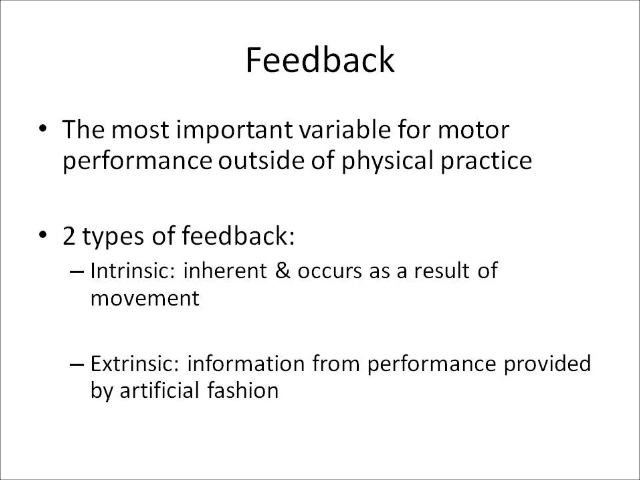 Feedback
• The most important variable for motor
performance outside of physical practice
• 2 types of feedback:
– Intrinsic: inherent & occurs as a result of
movement
– Extrinsic: information from performance provided
by artificial fashion